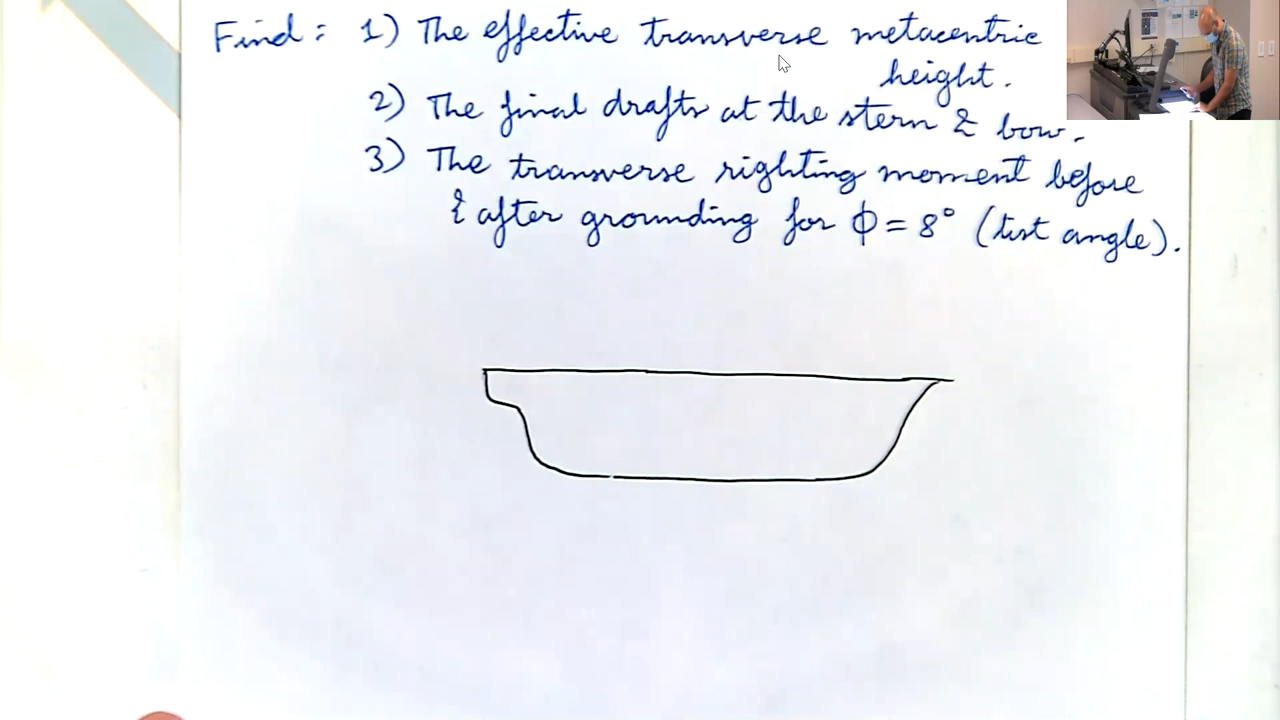 Find: 1) The effective transverse metacentric
height.
2) The final drafts at the stern & bow.
3) The transverse righting moment before
& after grounding for ϕ = 8° (list angle).